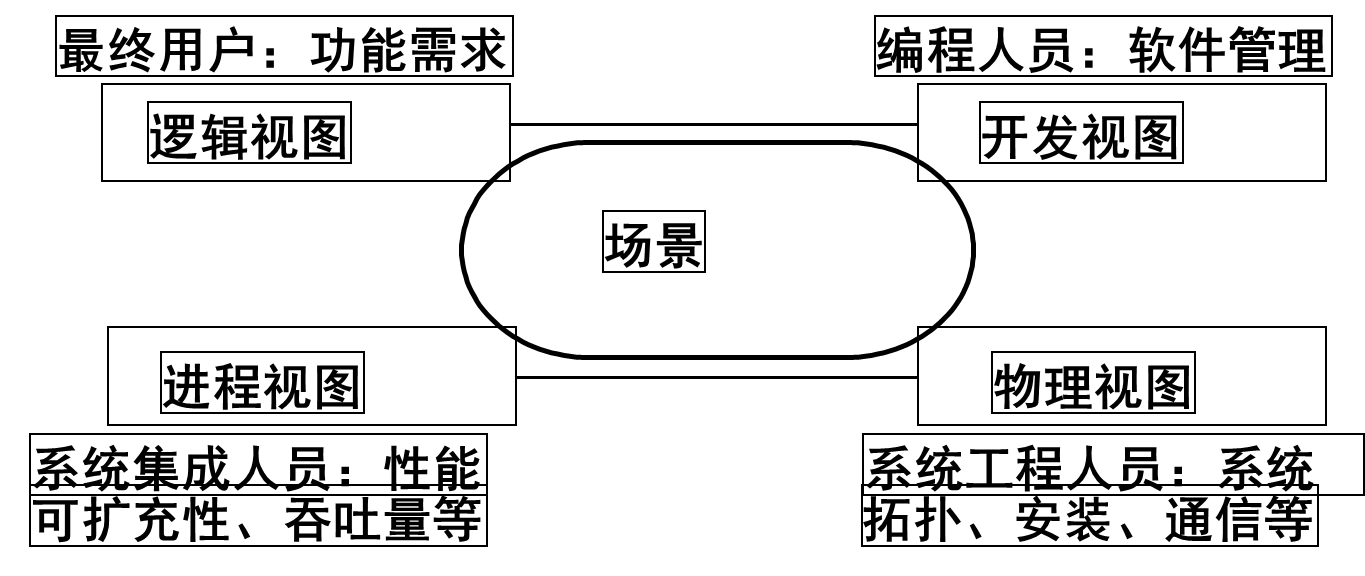 最终用户：功能需求
编程人员：软件管理
逻辑视图
开发视图
场景
进程视图
物理视图
系统集成人员：性能
可扩充性、吞吐量等
系统工程人员：系统
拓扑、安装、通信等